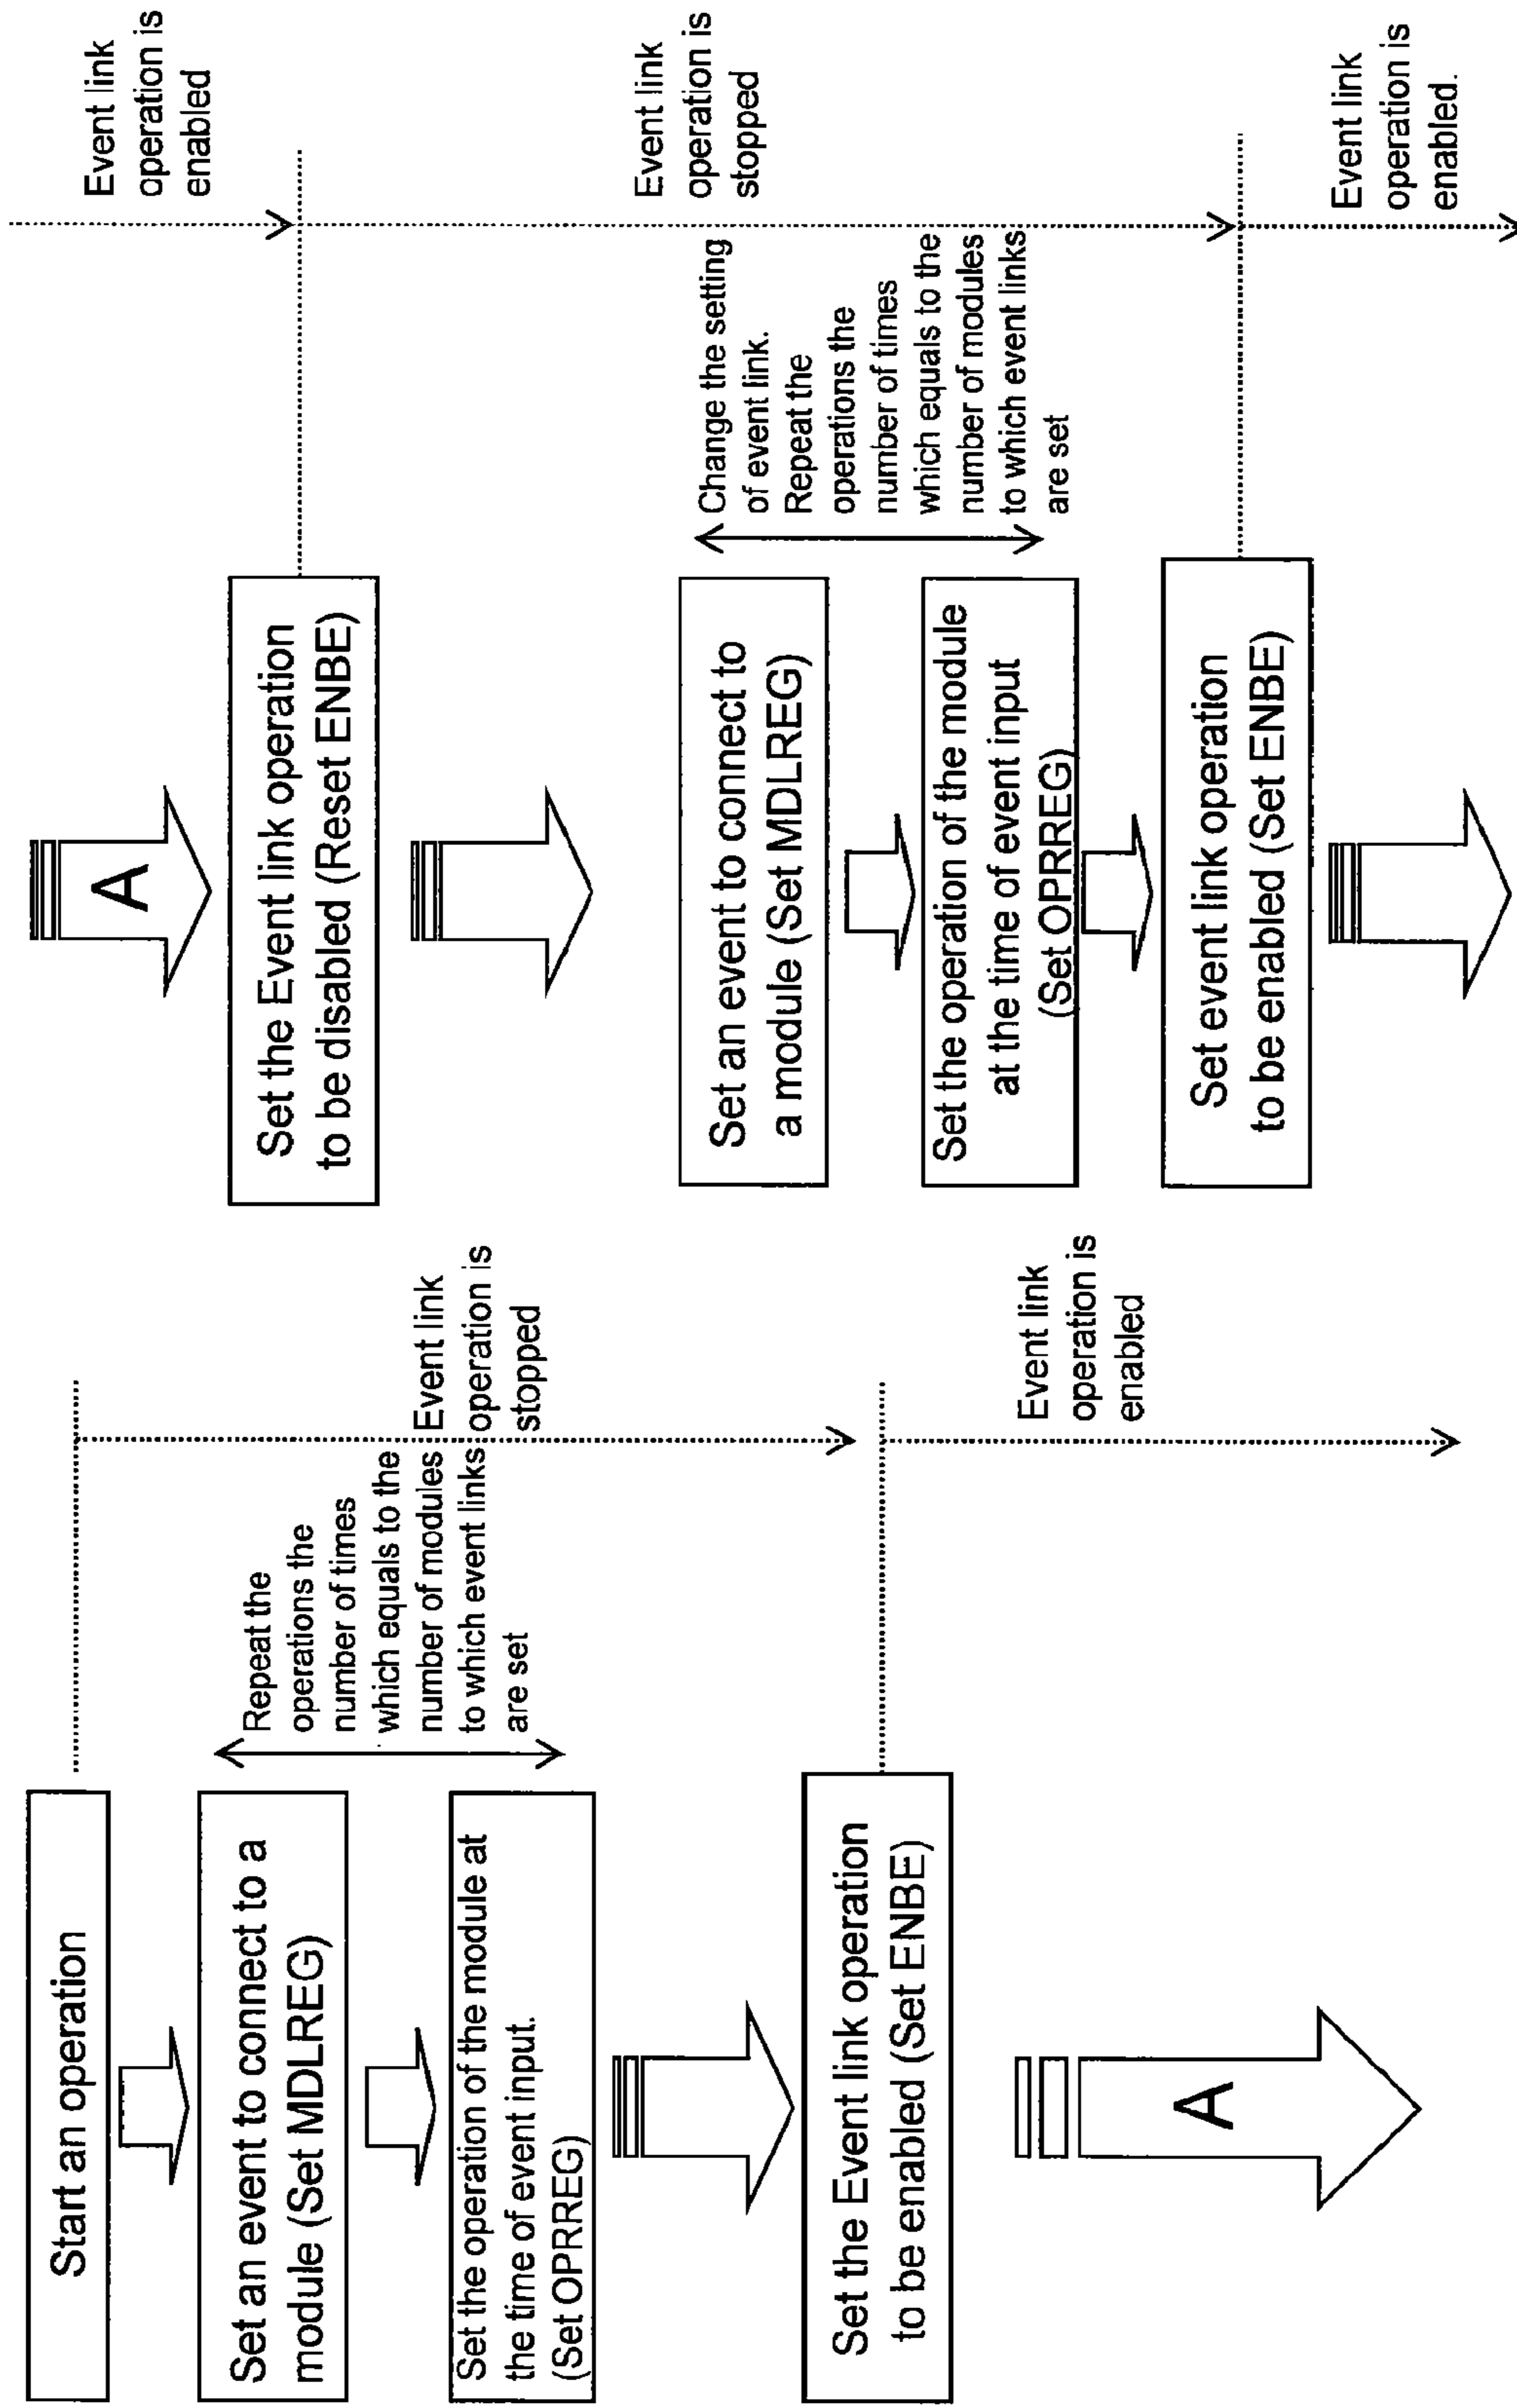 Start an operation
Set an event to connect to a
module (Set MDLREG)
Repeat the
operations the
number of times
which equals to the
number of modules
to which event links
are set
Event link
operation is
stopped
Set the operation of the module at
the time of event input.
(Set OPRREG)
Set the Event link operation
to be enabled (Set ENBE)
Event link
operation is
enabled
A
A
Event link
operation is
enabled
Set the Event link operation
to be disabled (Reset ENBE)
Event link
operation is
stopped
Set an event to connect to
a module (Set MDLREG)
Change the setting
of event link.
Repeat the
operations the
number of times
which equals to the
number of modules
to which event links
are set
Set the operation of the module
at the time of event input
(Set OPRREG)
Set event link operation
to be enabled (Set ENBE)
Event link
operation is
enabled.